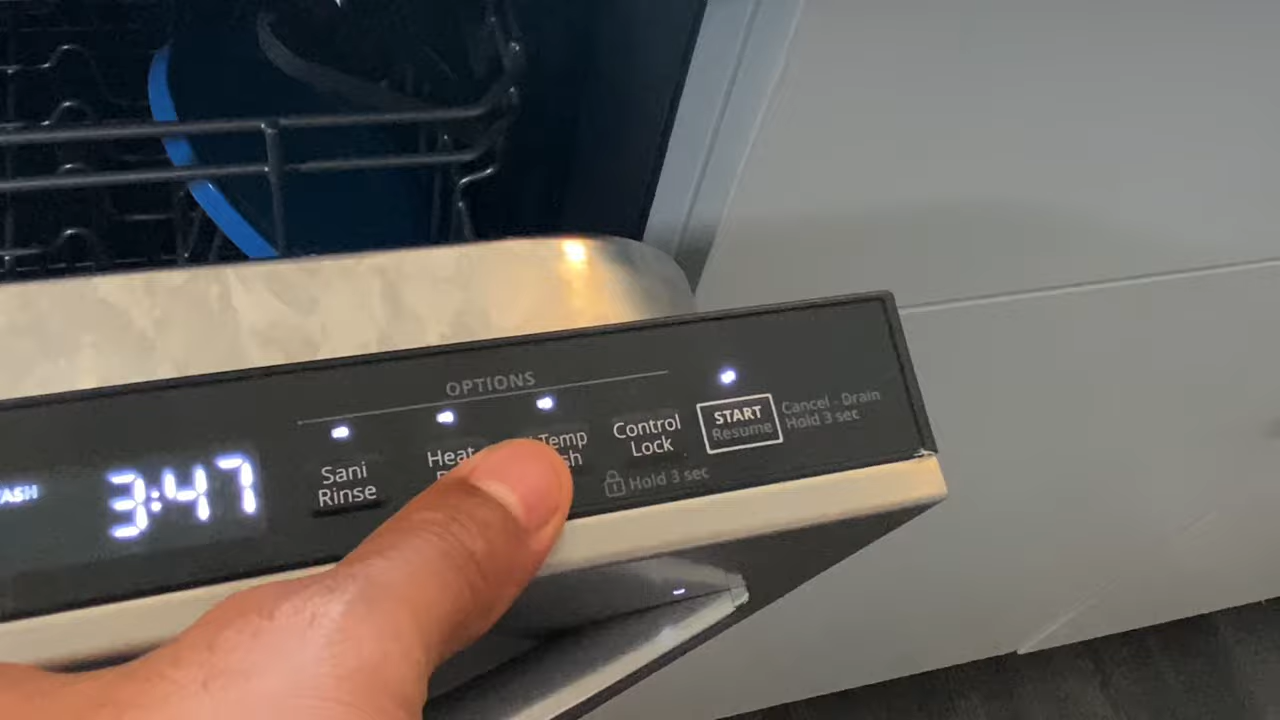 OPTIONS
3:47
Sani
Rinse
Heat
Temp
Control
Lock
Hold 3 sec
START
Resume
Cancel - Drain
Hold 3 sec